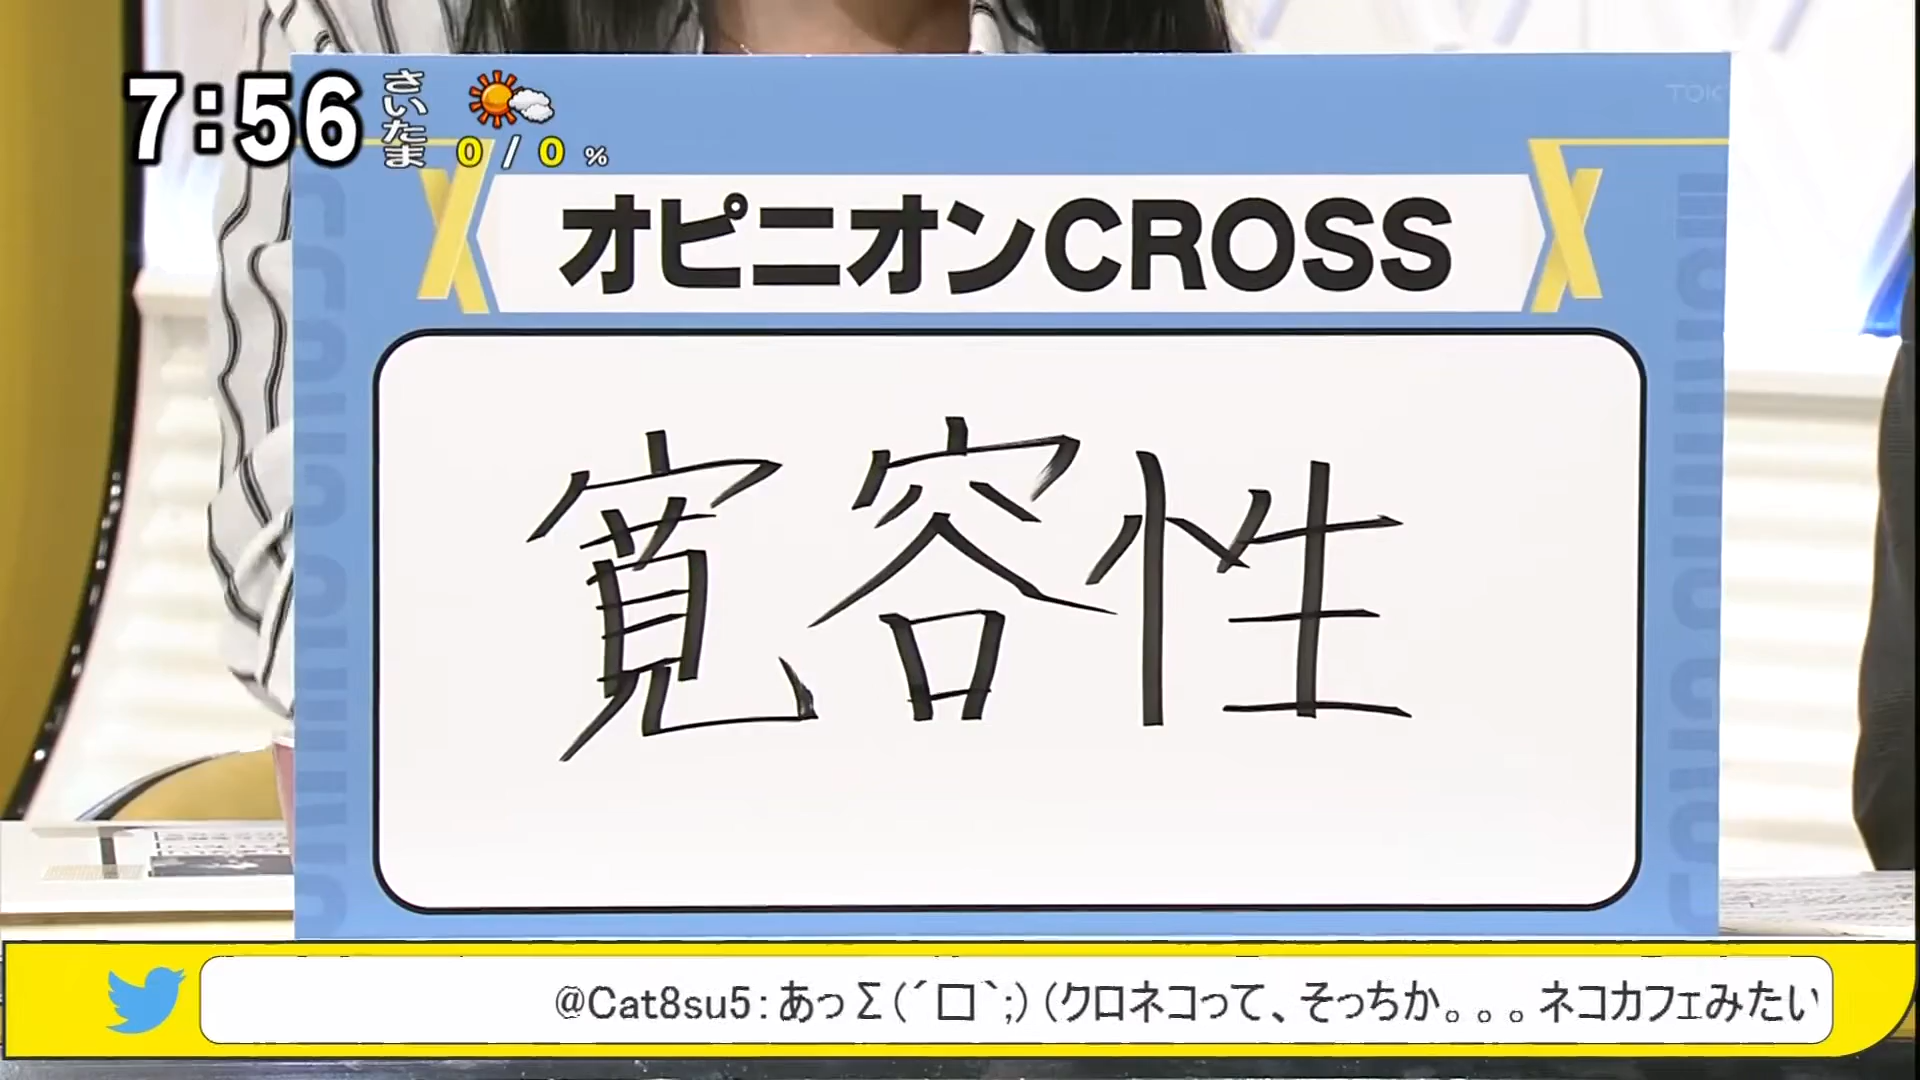 7:56
さいたま
0/0%
TOK
オピニオンCROSS
寛容性
@Cat8su5:あっΣ(´口`;)(クロネコって、そっちか。。。ネコカフェみたい